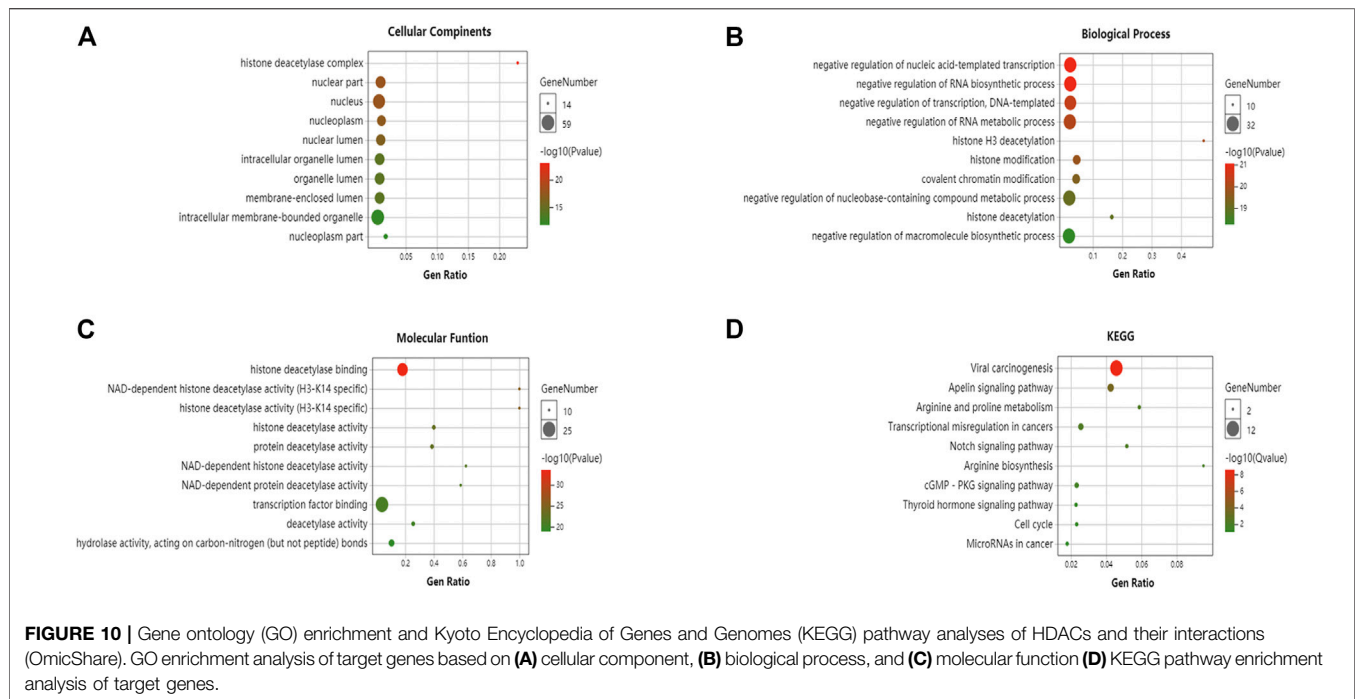 A
Cellular Compinents
histone deacetylase complex
nuclear part
nucleus
nucleoplasm
nuclear lumen
intracellular organelle lumen
organelle lumen
membrane-enclosed lumen
intracellular membrane-bounded organelle
nucleoplasm part
0.05 0.10 0.15 0.20
Gen Ratio
GeneNumber
14
59
-log10(Pvalue)
20
15
B
Biological Process
negative regulation of nucleic acid-templated transcription
negative regulation of RNA biosynthetic process
negative regulation of transcription, DNA-templated
negative regulation of RNA metabolic process
histone H3 deacetylation
histone modification
covalent chromatin modification
negative regulation of nucleobase-containing compound metabolic process
histone deacetylation
negative regulation of macromolecule biosynthetic process
0.1 0.2 0.3 0.4
Gen Ratio
GeneNumber
10
32
-log10(Pvalue)
21
20
19
C
Molecular Funtion
histone deacetylase binding
NAD-dependent histone deacetylase activity (H3-K14 specific)
histone deacetylase activity (H3-K14 specific)
histone deacetylase activity
protein deacetylase activity
NAD-dependent histone deacetylase activity
NAD-dependent protein deacetylase activity
transcription factor binding
deacetylase activity
hydrolase activity, acting on carbon-nitrogen (but not peptide) bonds
0.2 0.4 0.6 0.8 1.0
Gen Ratio
GeneNumber
10
25
-log10(Pvalue)
30
25
20
D
KEGG
Viral carcinogenesis
Apelin signaling pathway
Arginine and proline metabolism
Transcriptional misregulation in cancers
Notch signaling pathway
Arginine biosynthesis
cGMP - PKG signaling pathway
Thyroid hormone signaling pathway
Cell cycle
MicroRNAs in cancer
0.02 0.04 0.06 0.08
Gen Ratio
GeneNumber
2
12
-log10(Qvalue)
8
6
4
2
FIGURE 10 | Gene ontology (GO) enrichment and Kyoto Encyclopedia of Genes and Genomes (KEGG) pathway analyses of HDACs and their interactions
(OmicShare). GO enrichment analysis of target genes based on (A) cellular component, (B) biological process, and (C) molecular function (D) KEGG pathway enrichment
analysis of target genes.